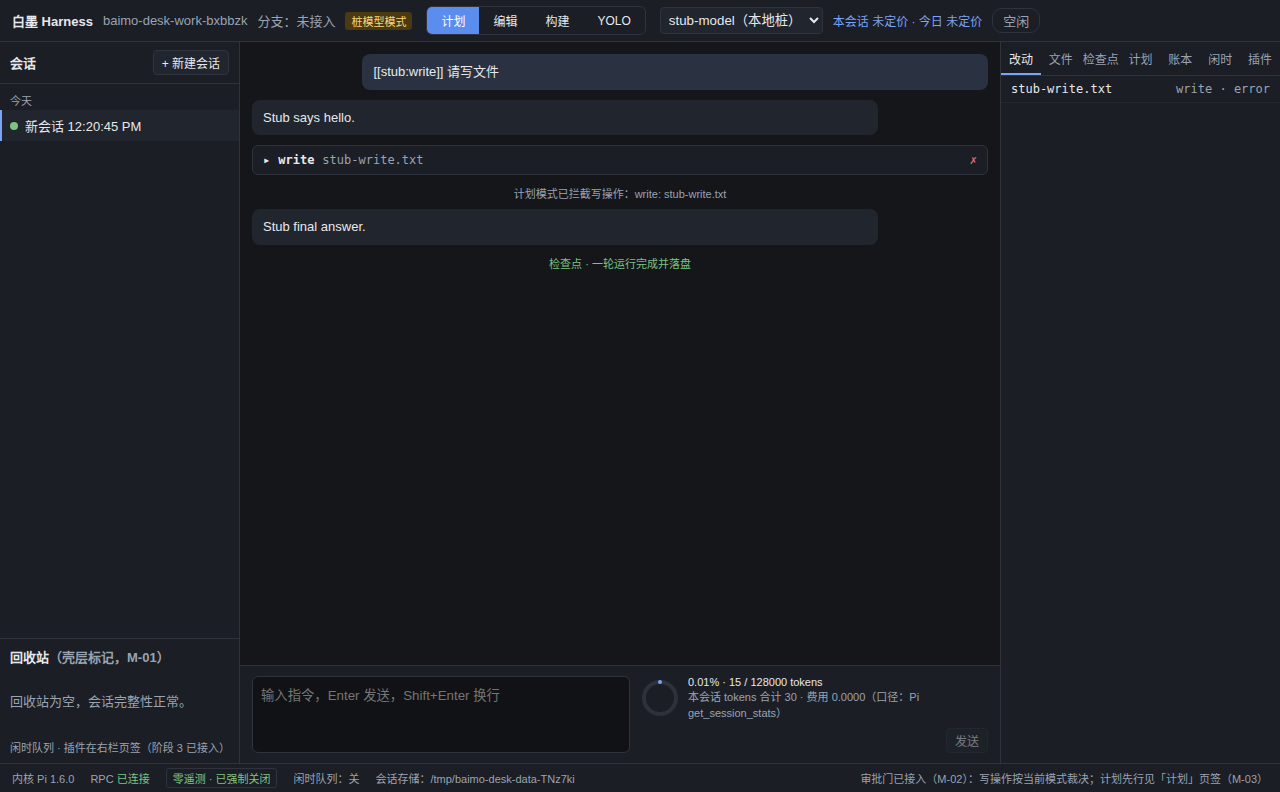 白墨 Harness baimo-desk-work-bxbbzk 分支：未接入 桩模型模式 计划 编辑 构建 YOLO stub-model（本地桩） 本会话 未定价 · 今日 未定价 空闲
会话 + 新建会话
今天
新会话 12:20:45 PM
回收站（壳层标记，M-01）
回收站为空，会话完整性正常。
闲时队列 · 插件在右栏页签（阶段 3 已接入）
[[stub:write]] 请写文件
Stub says hello.
▸ write stub-write.txt ✗
计划模式已拦截写操作：write: stub-write.txt
Stub final answer.
检查点 · 一轮运行完成并落盘
输入指令，Enter 发送，Shift+Enter 换行
0.01% · 15 / 128000 tokens
本会话 tokens 合计 30 · 费用 0.0000（口径：Pi
get_session_stats）
发送
改动 文件 检查点 计划 账本 闲时 插件
stub-write.txt write · error
内核 Pi 1.6.0 RPC 已连接 零遥测 · 已强制关闭 闲时队列：关 会话存储：/tmp/baimo-desk-data-TNz7ki 审批门已接入（M-02）：写操作按当前模式裁决；计划先行见「计划」页签（M-03）